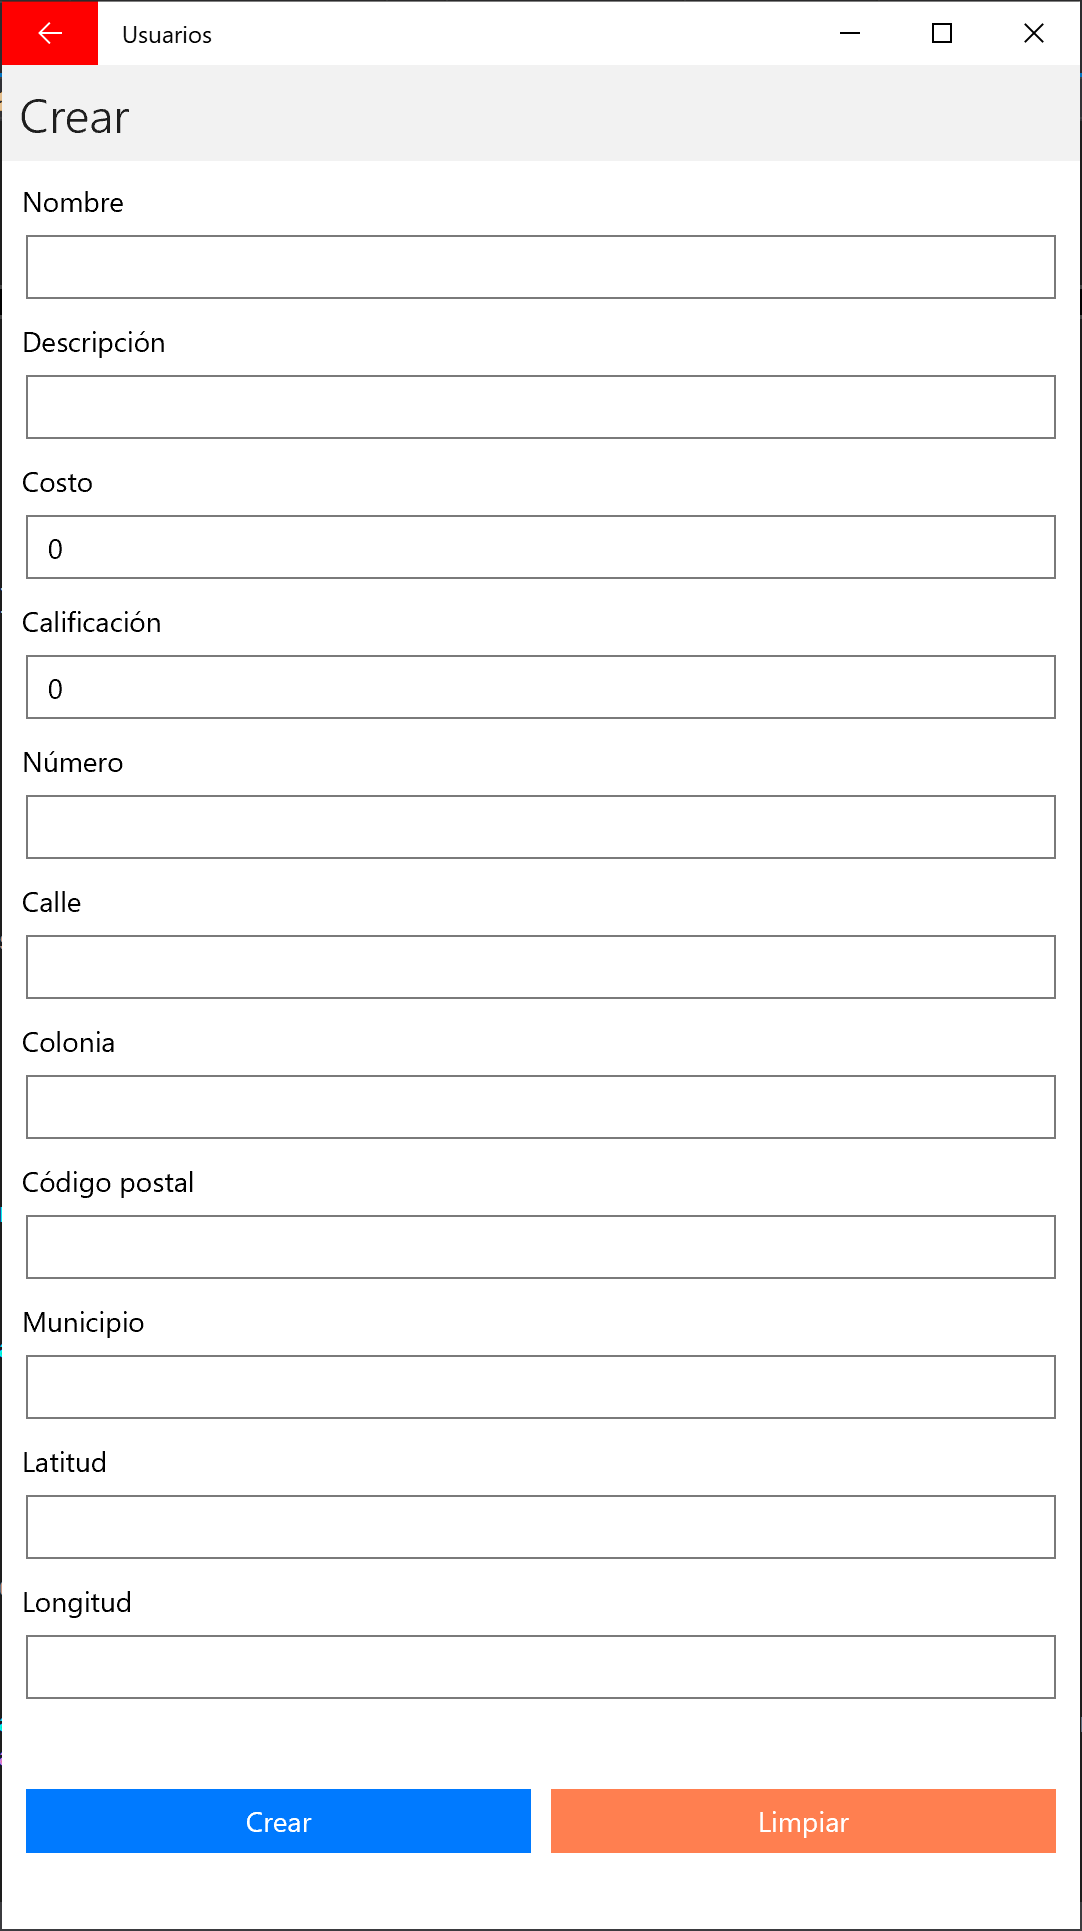 Usuarios
Crear
Nombre
Descripción
Costo
0
Calificación
0
Número
Calle
Colonia
Código postal
Municipio
Latitud
Longitud
Crear
Limpiar